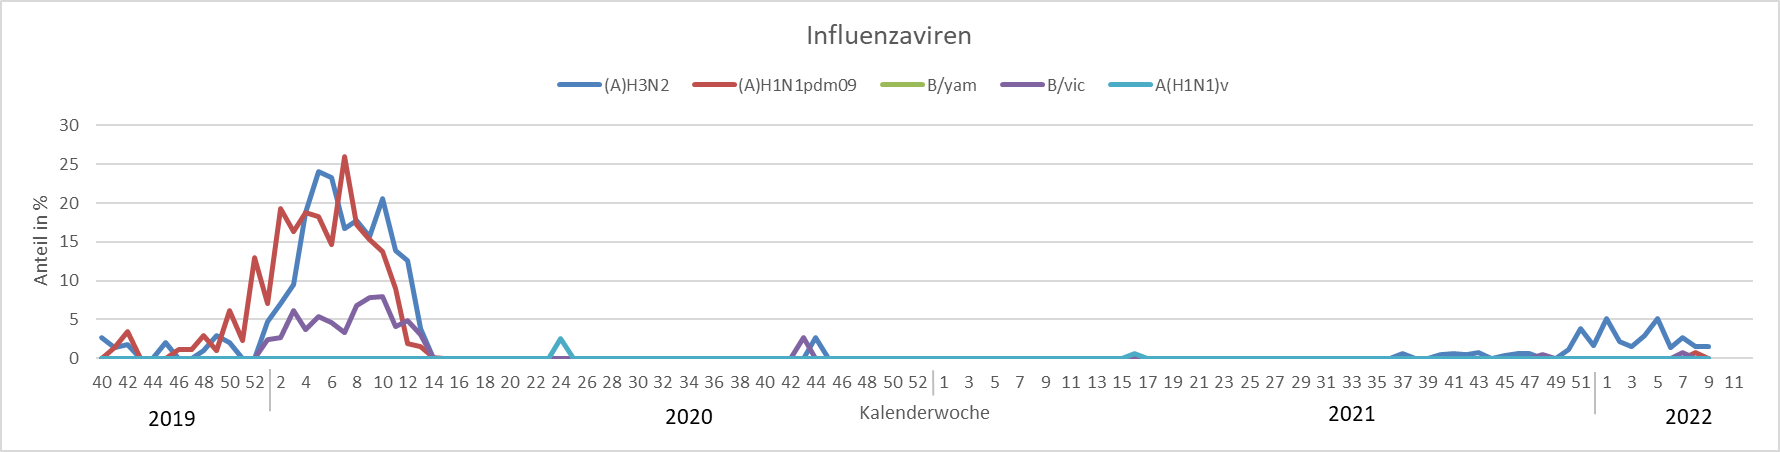 Influenzaviren
(A)H3N2 (A)H1N1pdm09 B/yam B/vic A(H1N1)v
Anteil in %
30
25
20
15
10
5
0
40 42 44 46 48 50 52 2 4 6 8 10 12 14 16 18 20 22 24 26 28 30 32 34 36 38 40 42 44 46 48 50 52 1 3 5 7 9 11 13 15 17 19 21 23 25 27 29 31 33 35 37 39 41 43 45 47 49 51 1 3 5 7 9 11
2019 2020 Kalenderwoche 2021 2022